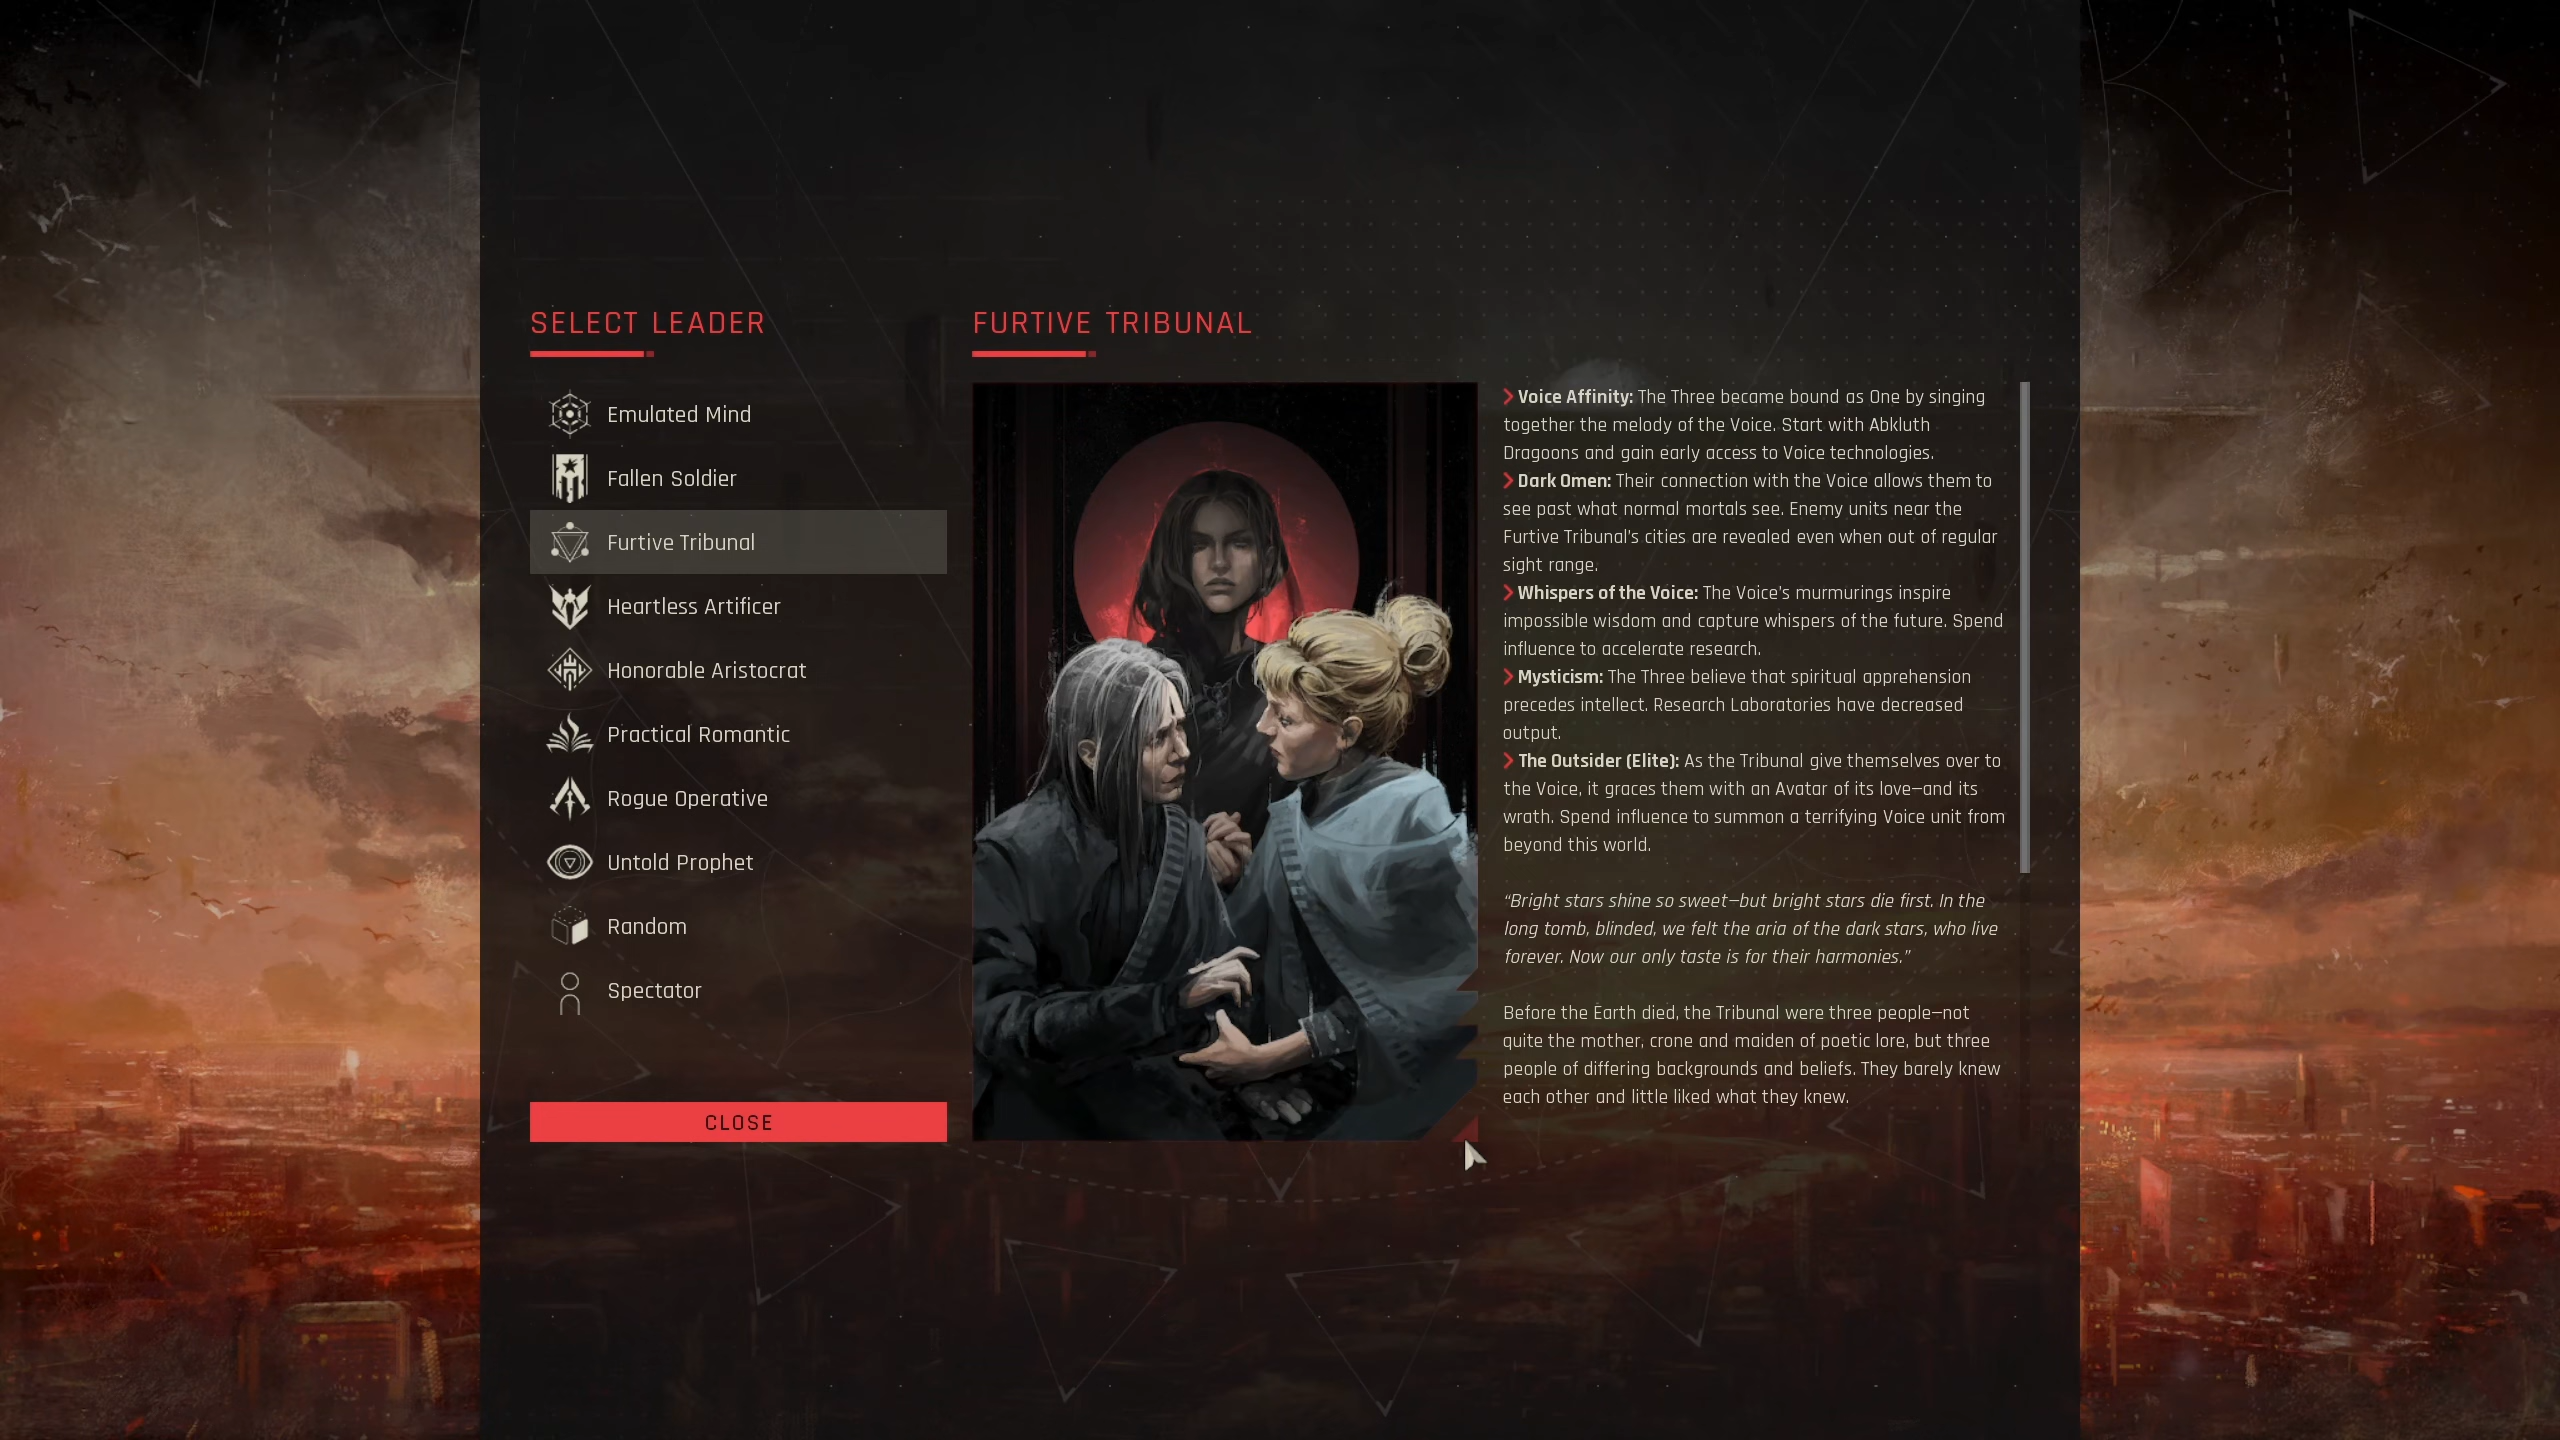 SELECT LEADER
Emulated Mind
Fallen Soldier
Furtive Tribunal
Heartless Artificer
Honorable Aristocrat
Practical Romantic
Rogue Operative
Untold Prophet
Random
Spectator
CLOSE
FURTIVE TRIBUNAL
Voice Affinity: The Three became bound as One by singing
together the melody of the Voice. Start with Abkluth
Dragoons and gain early access to Voice technologies.
Dark Omen: Their connection with the Voice allows them to
see past what normal mortals see. Enemy units near the
Furtive Tribunal's cities are revealed even when out of regular
sight range.
Whispers of the Voice: The Voice's murmurings inspire
impossible wisdom and capture whispers of the future. Spend
influence to accelerate research.
Mysticism: The Three believe that spiritual apprehension
precedes intellect. Research Laboratories have decreased
output.
The Outsider (Elite): As the Tribunal give themselves over to
the Voice, it graces them with an Avatar of its love—and its
wrath. Spend influence to summon a terrifying Voice unit from
beyond this world.
“Bright stars shine so sweet—but bright stars die first. In the
long tomb, blinded, we felt the aria of the dark stars, who live
forever. Now our only taste is for their harmonies.”
Before the Earth died, the Tribunal were three people—not
quite the mother, crone and maiden of poetic lore, but three
people of differing backgrounds and beliefs. They barely knew
each other and little liked what they knew.